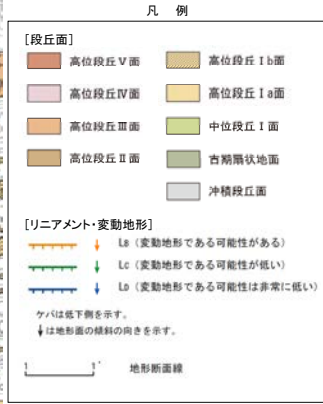 凡 例
[段丘面]
高位段丘Ⅴ面 高位段丘Ⅰb面
高位段丘Ⅳ面 高位段丘Ⅰa面
高位段丘Ⅲ面 中位段丘Ⅰ面
高位段丘Ⅱ面 古期扇状地面
沖積段丘面
[リニアメント・変動地形]
LB (変動地形である可能性がある)
LC (変動地形である可能性が低い)
LD (変動地形である可能性は非常に低い)
ケバは低下側を示す。
↓は地形面の傾斜の向きを示す。
1 1' 地形断面線